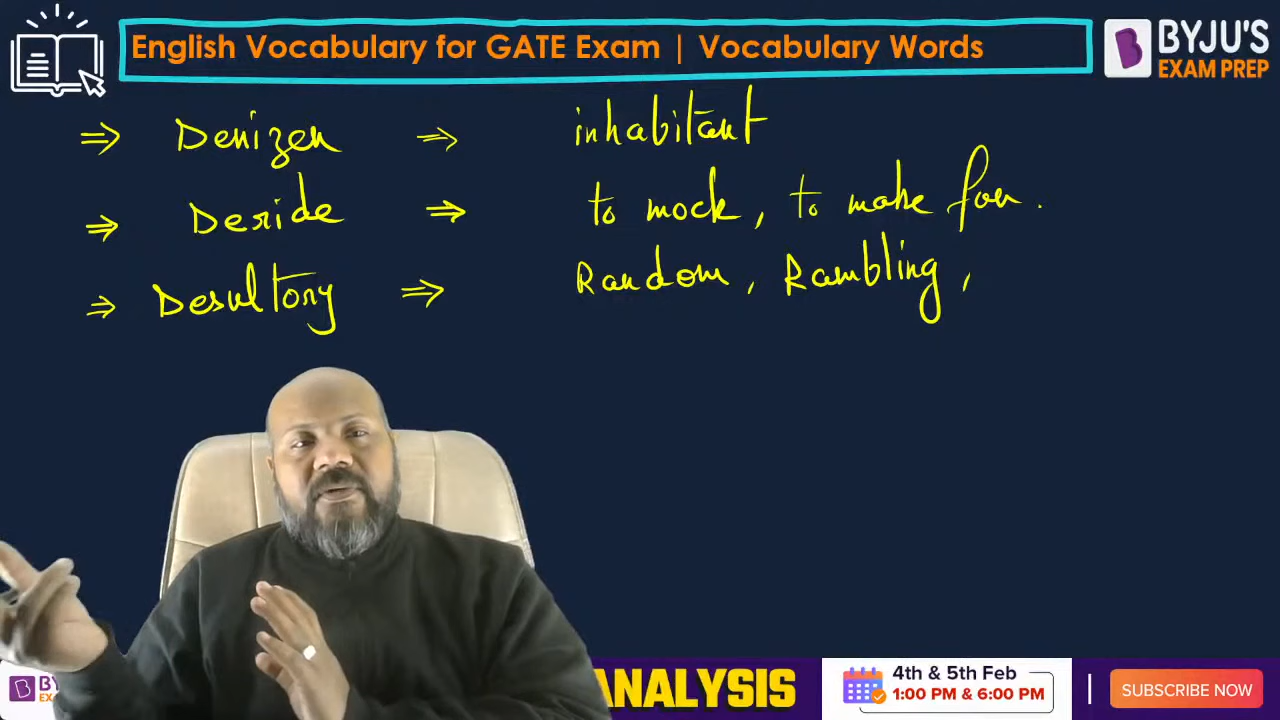 English Vocabulary for GATE Exam | Vocabulary Words
BYJU'S
EXAM PREP
⇒ Denizen ⇒ inhabitant
⇒ Deride ⇒ to mock, to make fun.
⇒ Desultory ⇒ Random, Rambling,
ANALYSIS
4th & 5th Feb
1:00 PM & 6:00 PM
SUBSCRIBE NOW